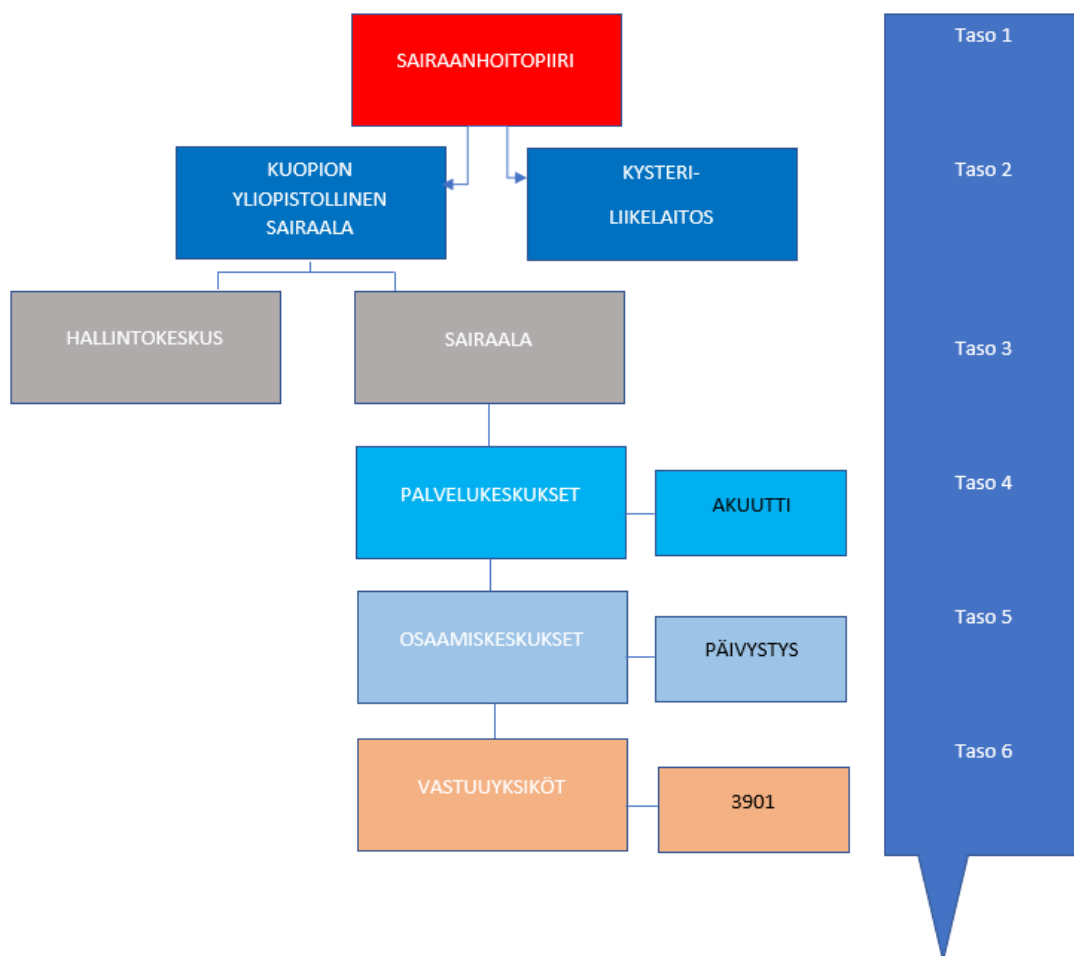 SAIRAANHOITOPIIRI
Taso 1
KUOPION
YLIOPISTOLLINEN
SAIRAALA
KYSTERI-
LIIKELAITOS
Taso 2
HALLINTOKESKUS
SAIRAALA
Taso 3
PALVELUKESKUKSET
AKUUTTI
Taso 4
OSAAMISKESKUKSET
PÄIVYSTYS
Taso 5
VASTUUYKSIKÖT
3901
Taso 6